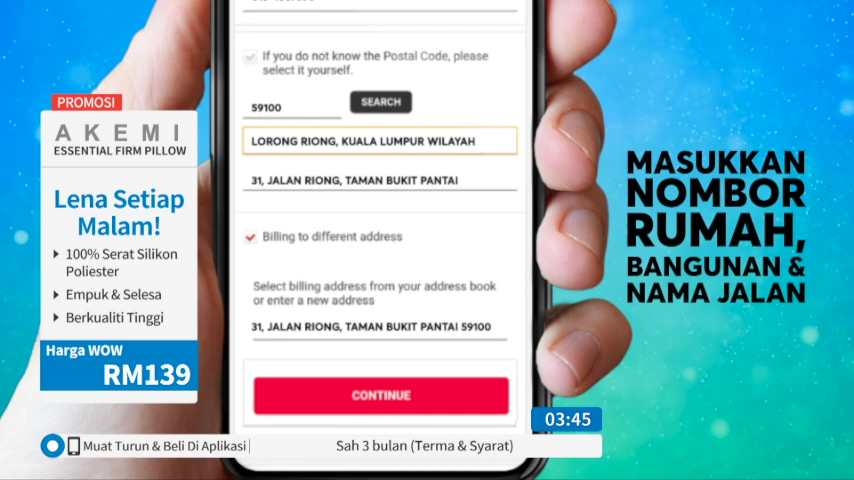 If you do not know the Postal Code, please
select it yourself.
59100
SEARCH
LORONG RIONG, KUALA LUMPUR WILAYAH
31, JALAN RIONG, TAMAN BUKIT PANTAI
Billing to different address
Select billing address from your address book
or enter a new address
31, JALAN RIONG, TAMAN BUKIT PANTAI 59100
CONTINUE
PROMOSI
AKEMI
ESSENTIAL FIRM PILLOW
Lena Setiap
Malam!
100% Serat Silikon
Poliester
Empuk & Selesa
Berkualiti Tinggi
Harga WOW
RM139
MASUKKAN
NOMBOR
RUMAH,
BANGUNAN &
NAMA JALAN
03:45
Muat Turun & Beli Di Aplikasi
Sah 3 bulan (Terma & Syarat)